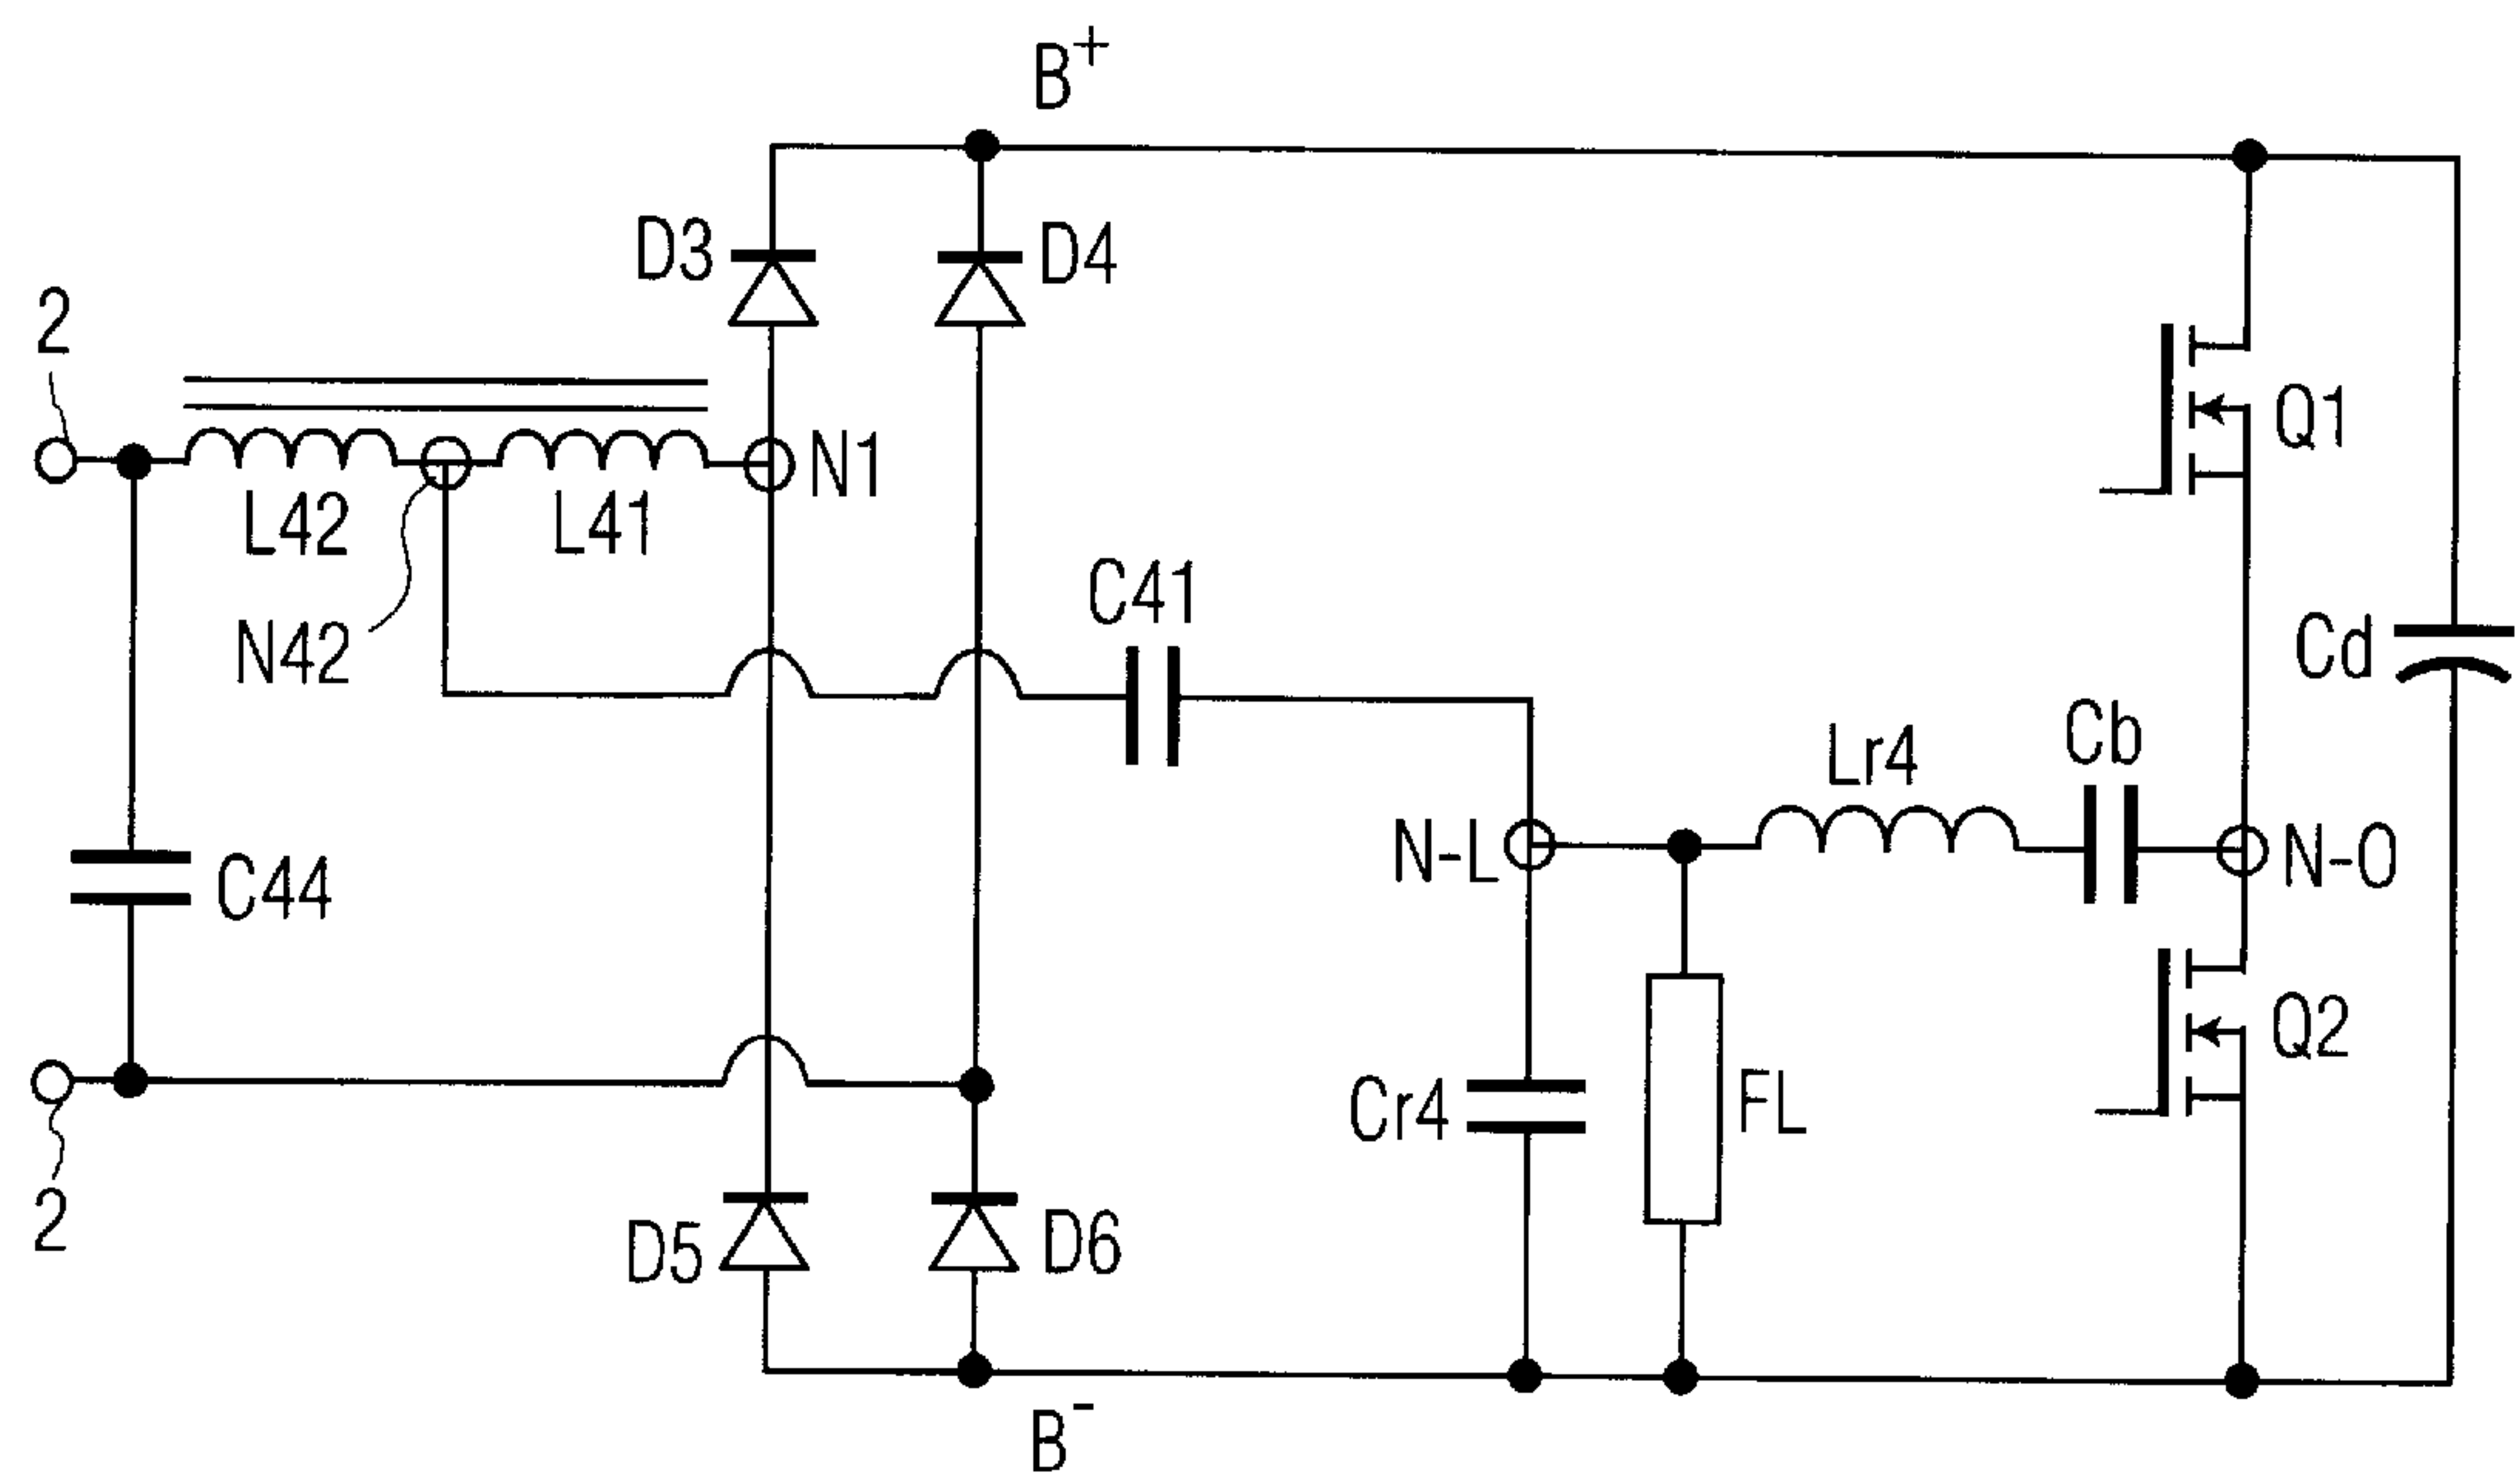 B+
D3
D4
2
Q1
N1
L42
L41
C41
N42
Cd
Cb
Lr4
N-L
N-O
C44
Q2
Cr4
FL
2
D5
D6
B-